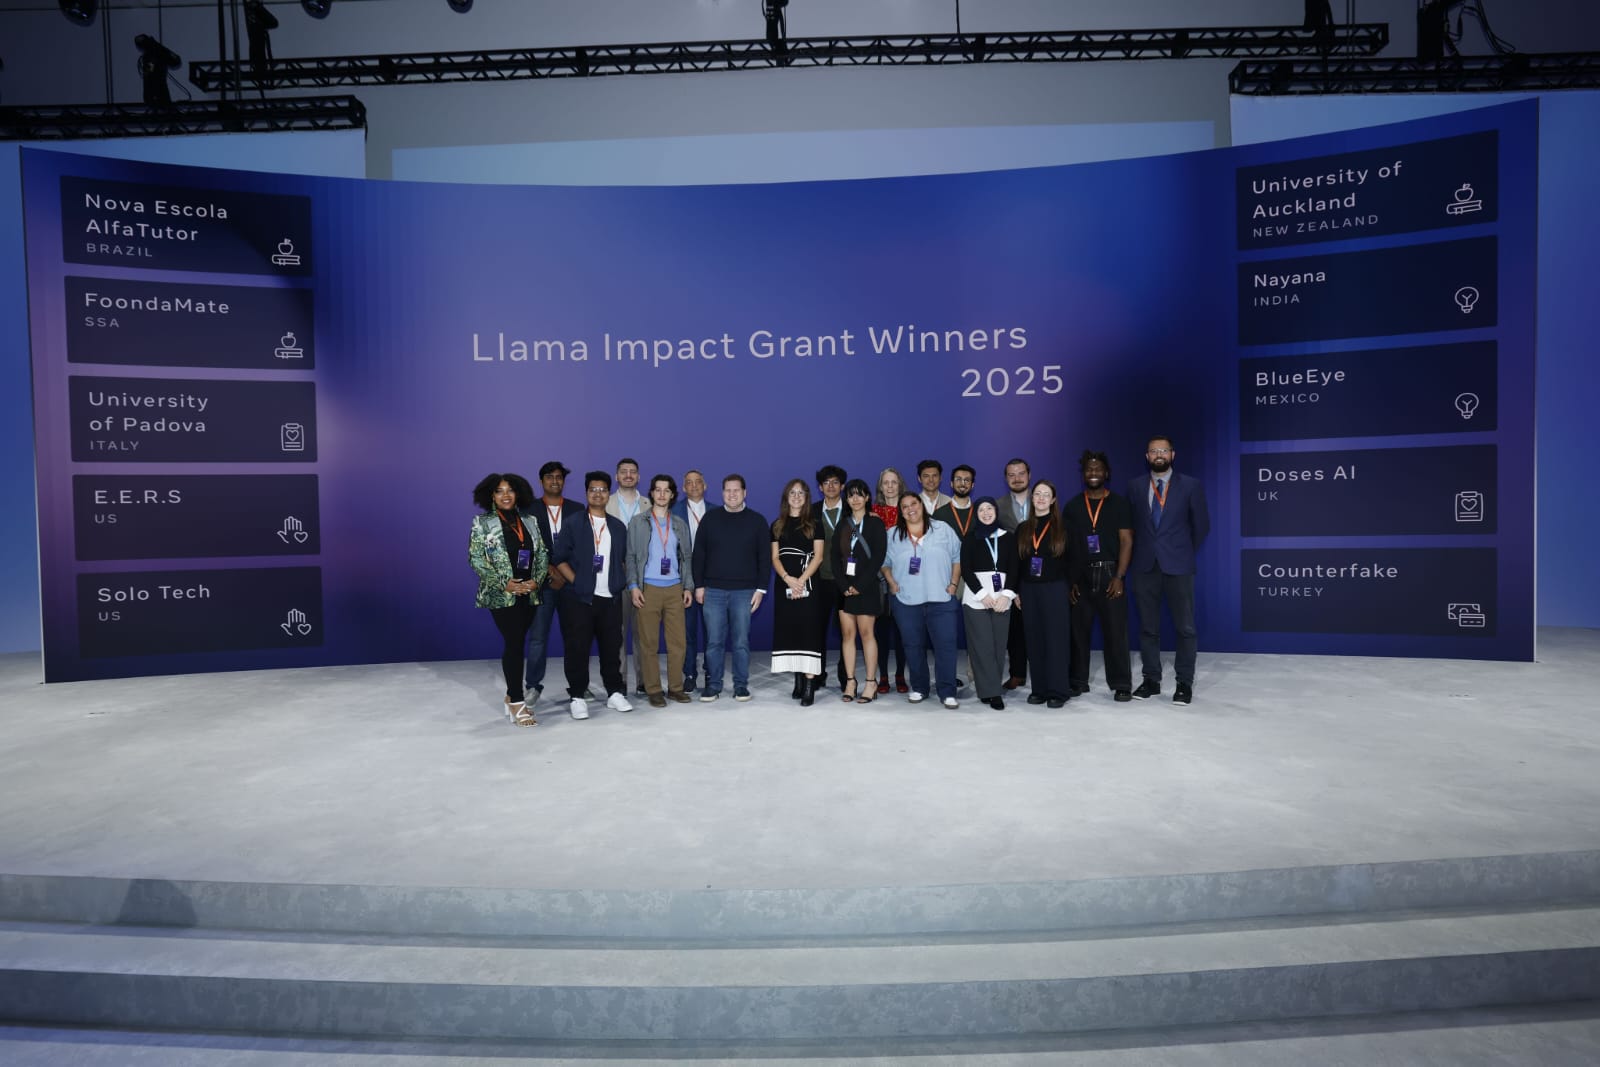 Nova Escola
AlfaTutor
BRAZIL
FoondaMate
SSA
University
of Padova
ITALY
E.E.R.S
US
Solo Tech
US
Llama Impact Grant Winners
2025
University of
Auckland
NEW ZEALAND
Nayana
INDIA
BlueEye
MEXICO
Doses AI
UK
Counterfake
TURKEY